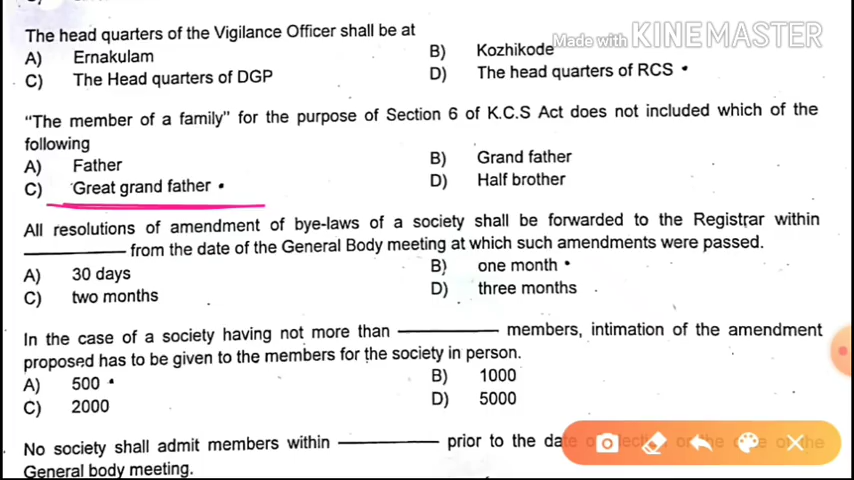 The head quarters of the Vigilance Officer shall be at
Made with KINEMASTER
A) Ernakulam B) Kozhikode
C) The Head quarters of DGP D) The head quarters of RCS •
"The member of a family" for the purpose of Section 6 of K.C.S Act does not included which of the
following
A) Father B) Grand father
C) Great grand father • D) Half brother
All resolutions of amendment of bye-laws of a society shall be forwarded to the Registrar within
__________ from the date of the General Body meeting at which such amendments were passed.
A) 30 days B) one month •
C) two months D) three months
In the case of a society having not more than __________ members, intimation of the amendment
proposed has to be given to the members for the society in person.
A) 500 • B) 1000
C) 2000 D) 5000
No society shall admit members within __________ prior to the the
General body meeting.